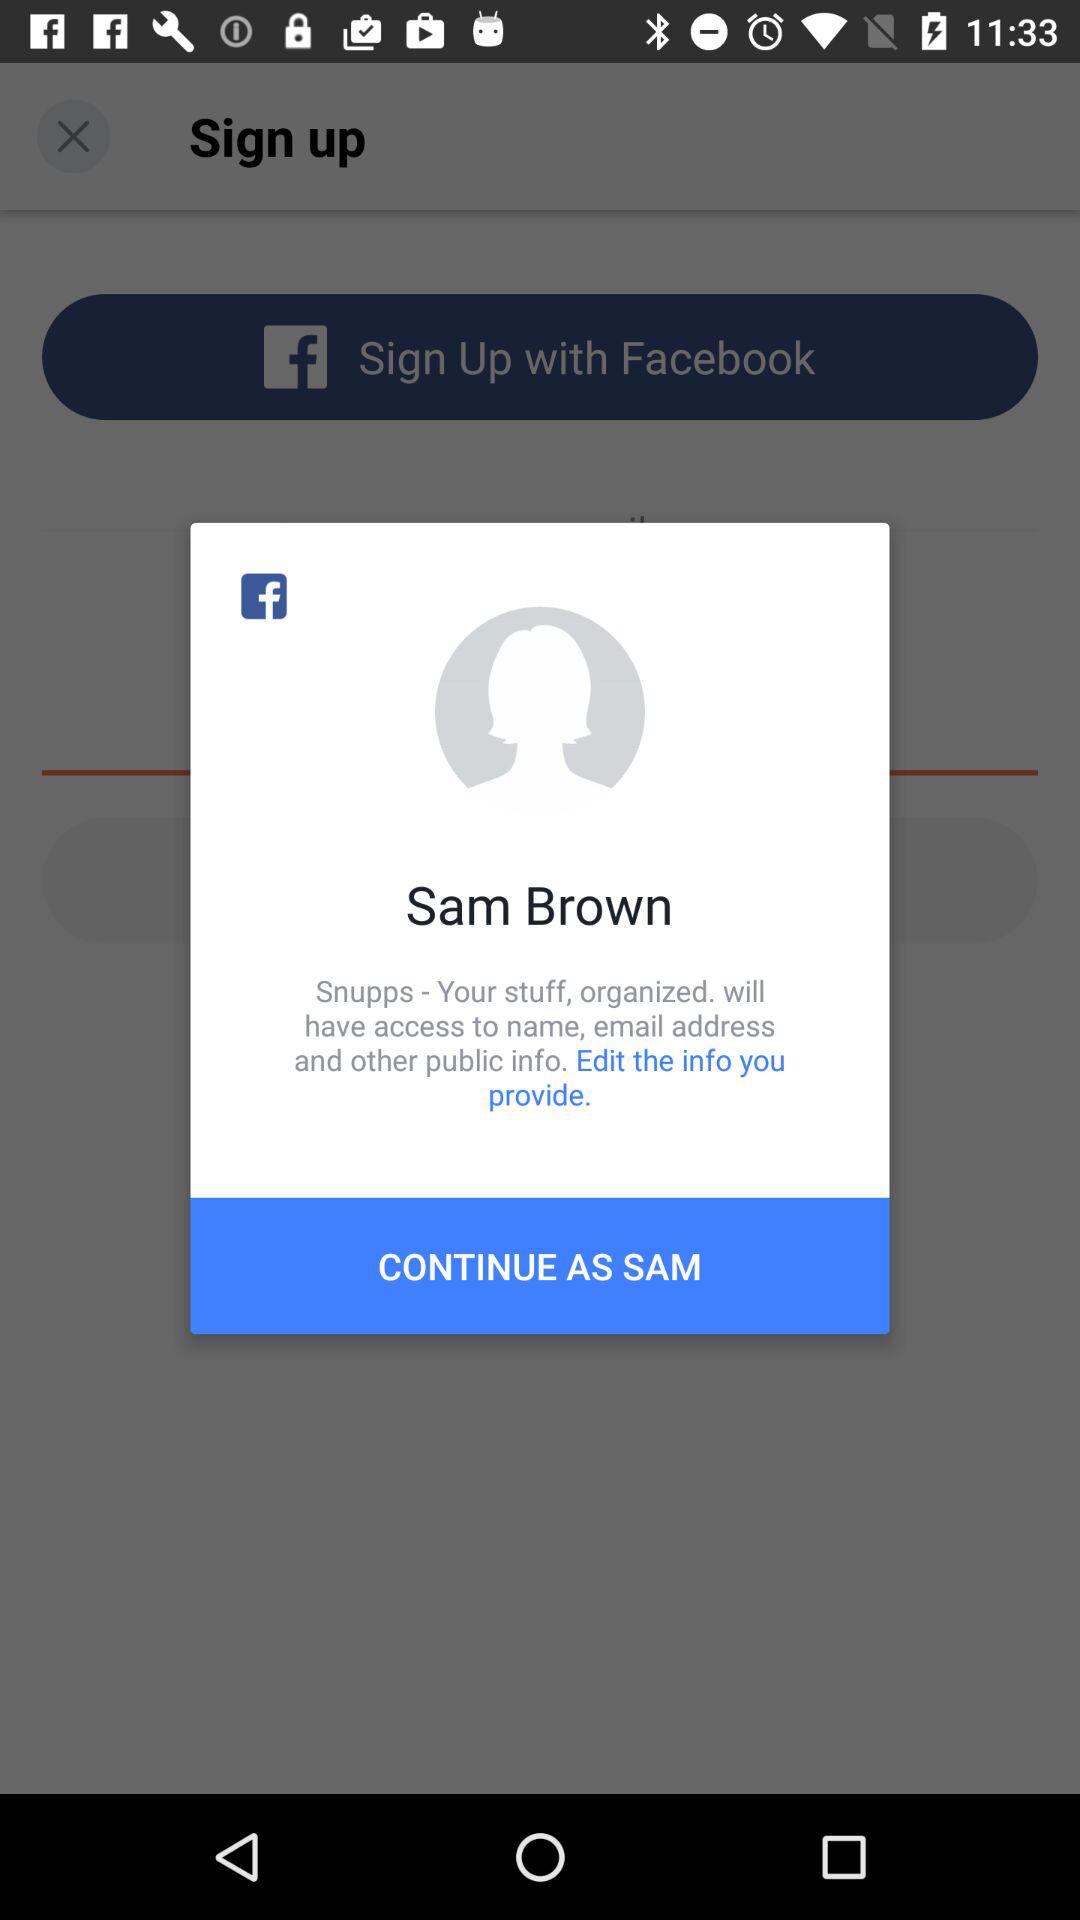 11:33
Sign up
Sign Up with Facebook
Sam Brown
Snupps - Your stuff, organized. will
have access to name, email address
and other public info. Edit the info you
provide.
CONTINUE AS SAM